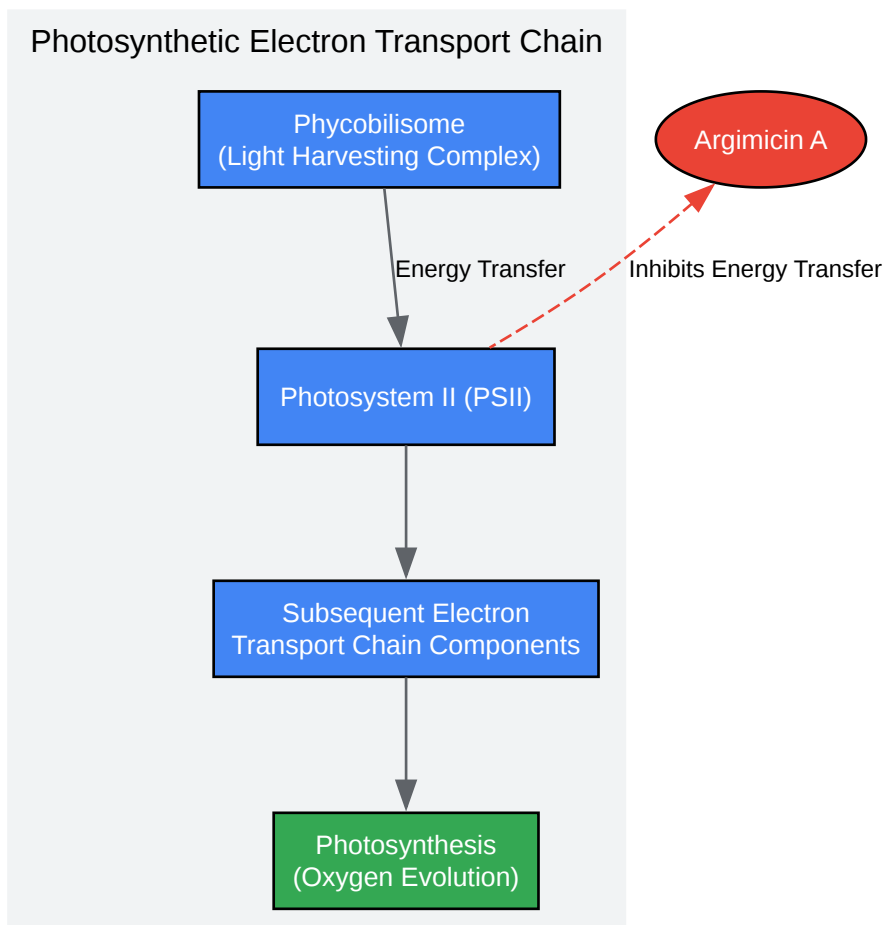 Photosynthetic Electron Transport Chain
Phycobilisome
(Light Harvesting Complex)
Argimicin A
Energy Transfer
Inhibits Energy Transfer
Photosystem II (PSII)
Subsequent Electron
Transport Chain Components
Photosynthesis
(Oxygen Evolution)